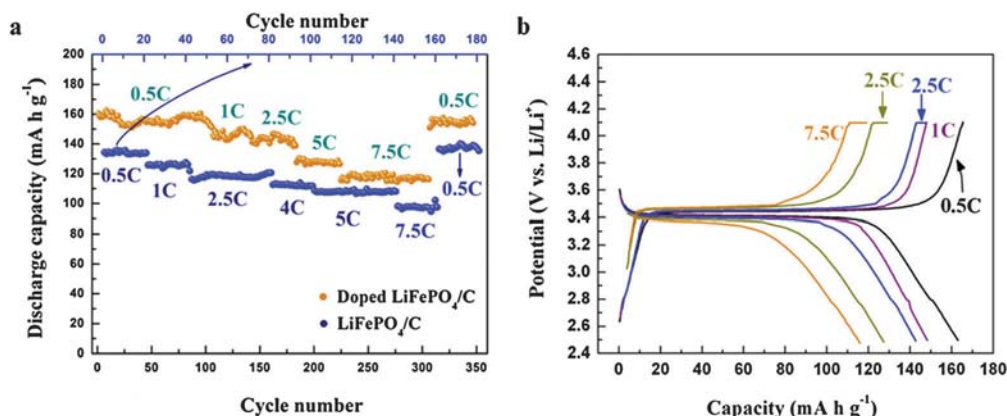 a
Cycle number
0 20 40 60 80 100 120 140 160 180
200
180
160
140
120
100
80
60
40
20
0
Discharge capacity (mA h g⁻¹)
0.5C
1C
2.5C
5C
7.5C
0.5C
0.5C
1C
2.5C
4C
5C
7.5C
0.5C
Doped LiFePO₄/C
LiFePO₄/C
0 50 100 150 200 250 300 350
Cycle number
b
4.6
4.4
4.2
4.0
3.8
3.6
3.4
3.2
3.0
2.8
2.6
2.4
Potential (V vs. Li/Li⁺)
2.5C
2.5C
7.5C
1C
0.5C
0 20 40 60 80 100 120 140 160 180
Capacity (mA h g⁻¹)